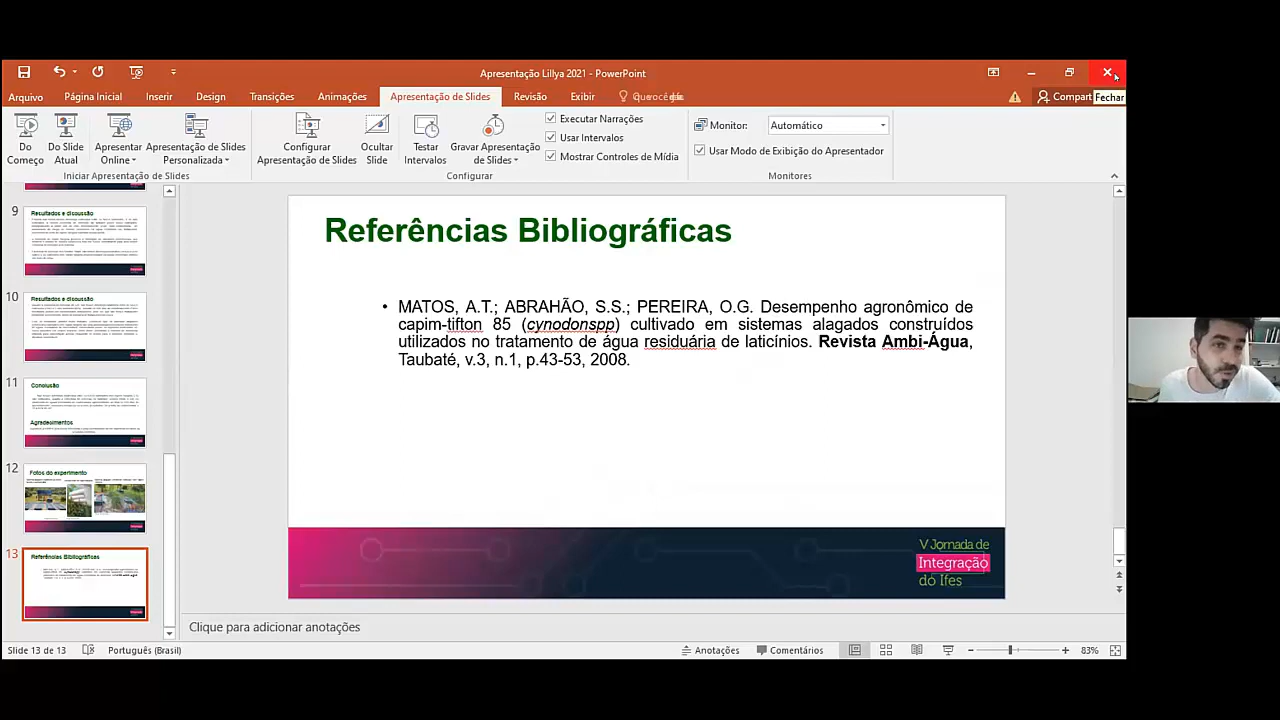 Apresentação Lillya 2021 - PowerPoint
Arquivo Página Inicial Inserir Design Transições Animações Apresentação de Slides Revisão Exibir
Compart
Fechar
Do Começo
Do Slide Atual
Apresentar Online
Apresentação de Slides Personalizada
Configurar Apresentação de Slides
Ocultar Slide
Testar Intervalos
Gravar Apresentação de Slides
Executar Narrações
Usar Intervalos
Mostrar Controles de Mídia
Monitor: Automático
Usar Modo de Exibição do Apresentador
Iniciar Apresentação de Slides
Configurar
Monitores
9
Resultados e discussão
10
Resultados e discussão
11
Conclusão
Agradecimentos
12
Fotos do experimento
13
Referências Bibliográficas
Referências Bibliográficas
• MATOS, A.T.; ABRAHÃO, S.S.; PEREIRA, O.G. Desempenho agronômico de
capim-tifton 85 (cynodonspp) cultivado em sistemas alagados construídos
utilizados no tratamento de água residuária de laticínios. Revista Ambi-Água,
Taubaté, v.3, n.1, p.43-53, 2008.
V Jornada de
Integração
do Ifes
Clique para adicionar anotações
Slide 13 de 13 Português (Brasil) Anotações Comentários 83%